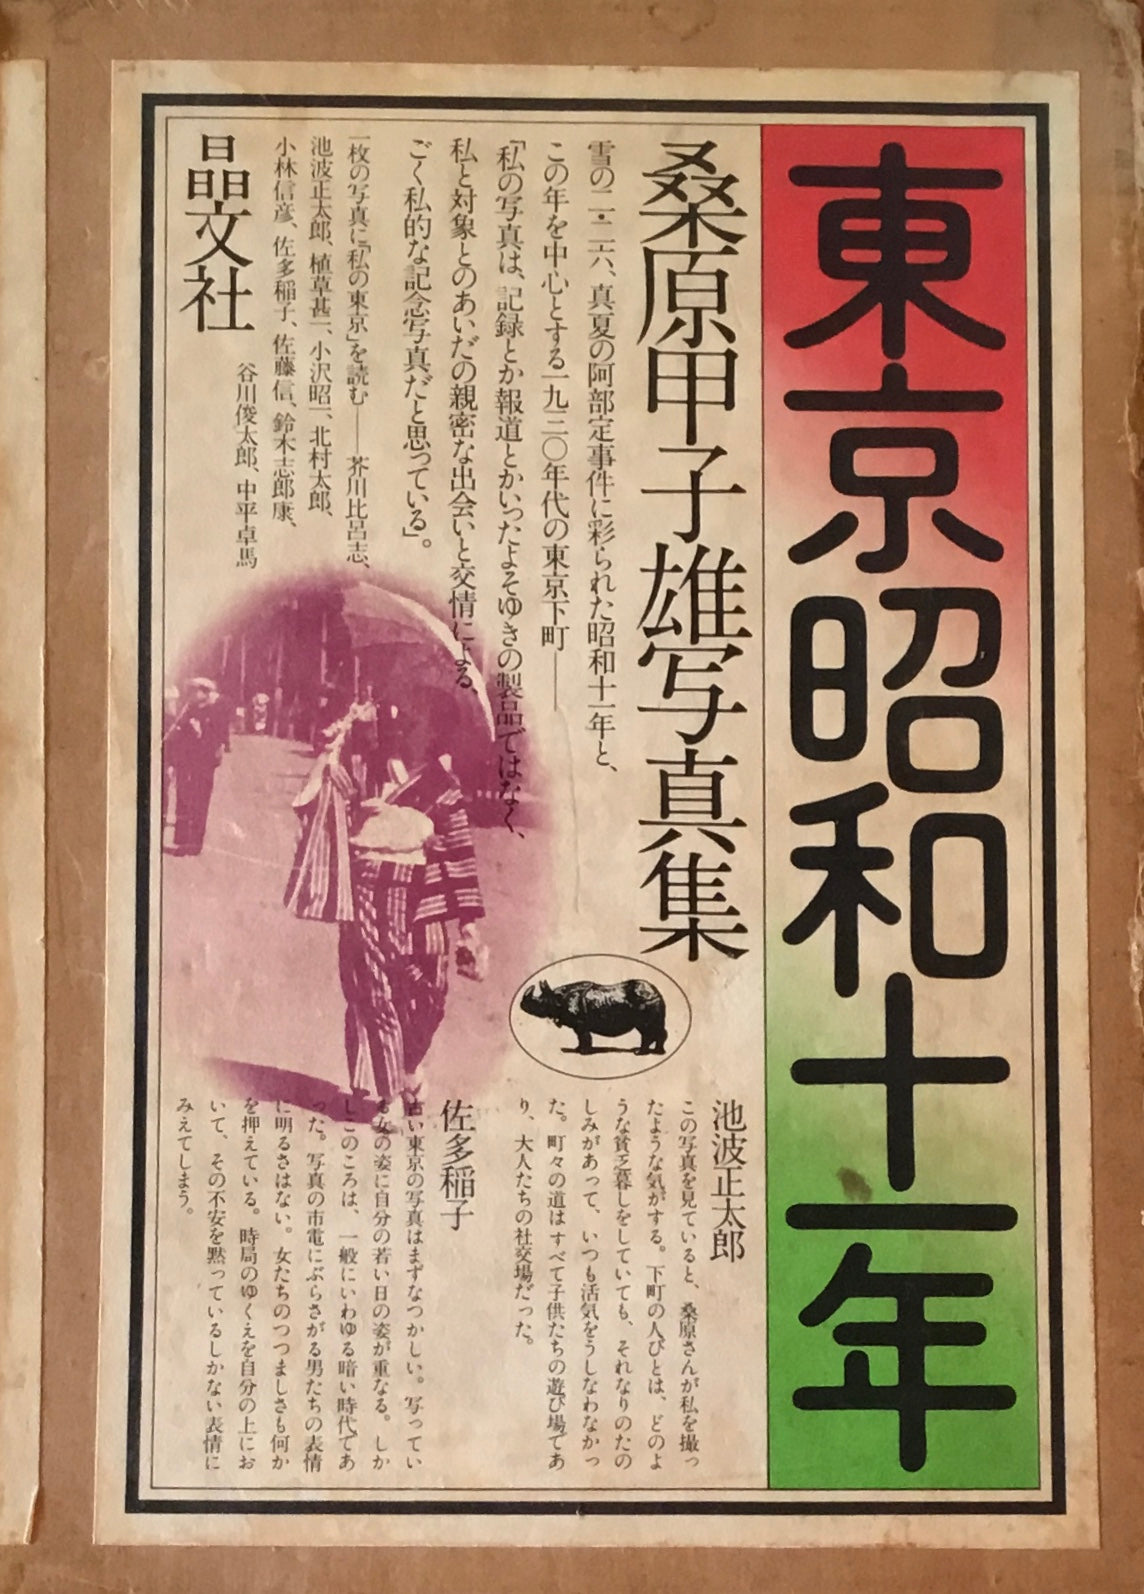 東京昭和十一年
桑原甲子雄写真集
雪の二・二六、真夏の阿部定事件に彩られた昭和十一年と、
この年を中心とする一九三〇年代の東京下町――
「私の写真は、記録とか報道とかいったよそゆきの製品ではなく、
私と対象とのあいだの親密な出会いと交情による、
ごく私的な記念写真だと思っている」。
一枚の写真に「私の東京」を読む――芥川比呂志、
池波正太郎、植草甚一、小沢昭一、北村太郎、
小林信彦、佐多稲子、佐藤信、鈴木志郎康、
谷川俊太郎、中平卓馬
晶文社
池波正太郎
この写真を見ていると、桑原さんが私を撮っ
たような気がする。下町の人びとは、どのよ
うな貧乏暮しをしていても、それなりのたの
しみがあって、いつも活気をうしなわなかっ
た。町々の道はすべて子供たちの遊び場であ
り、大人たちの社交場だった。
佐多稲子
古い東京の写真はまずなつかしい。写ってい
る女の姿に自分の若い日の姿が重なる。しか
しこのころは、一般にいわゆる暗い時代であ
った。写真の市電にぶらさがる男たちの表情
に明るさはない。女たちのつつましさも何か
を押えている。時局のゆくえを自分の上にお
いて、その不安を黙っているしかない表情に
みえてしまう。